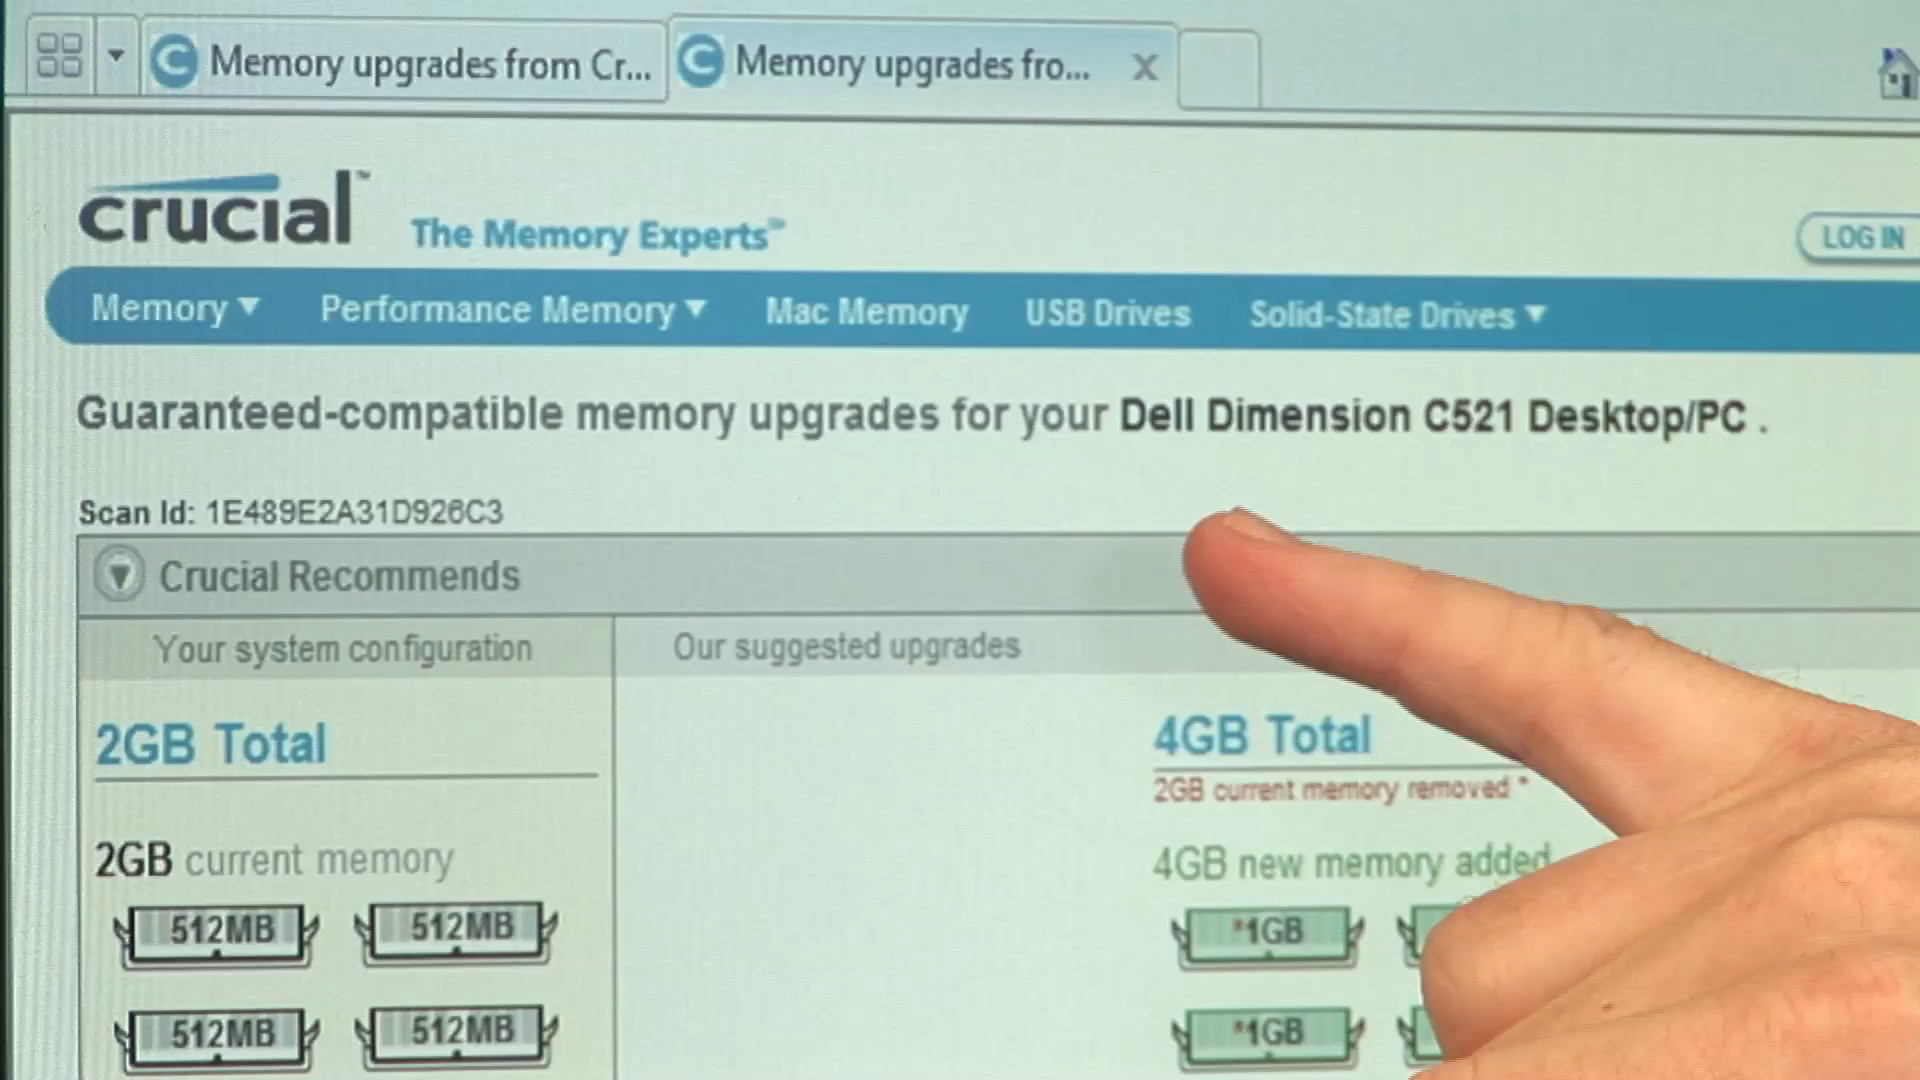 Memory upgrades from Cr...
Memory upgrades fro...
X
crucial™
The Memory Experts™
LOG IN
Memory ▼ Performance Memory ▼ Mac Memory USB Drives Solid-State Drives ▼
Guaranteed-compatible memory upgrades for your Dell Dimension C521 Desktop/PC .
Scan Id: 1E489E2A31D926C3
Crucial Recommends
Your system configuration
Our suggested upgrades
2GB Total
4GB Total
2GB current memory removed *
2GB current memory
4GB new memory added
512MB 512MB
*1GB
512MB 512MB
*1GB